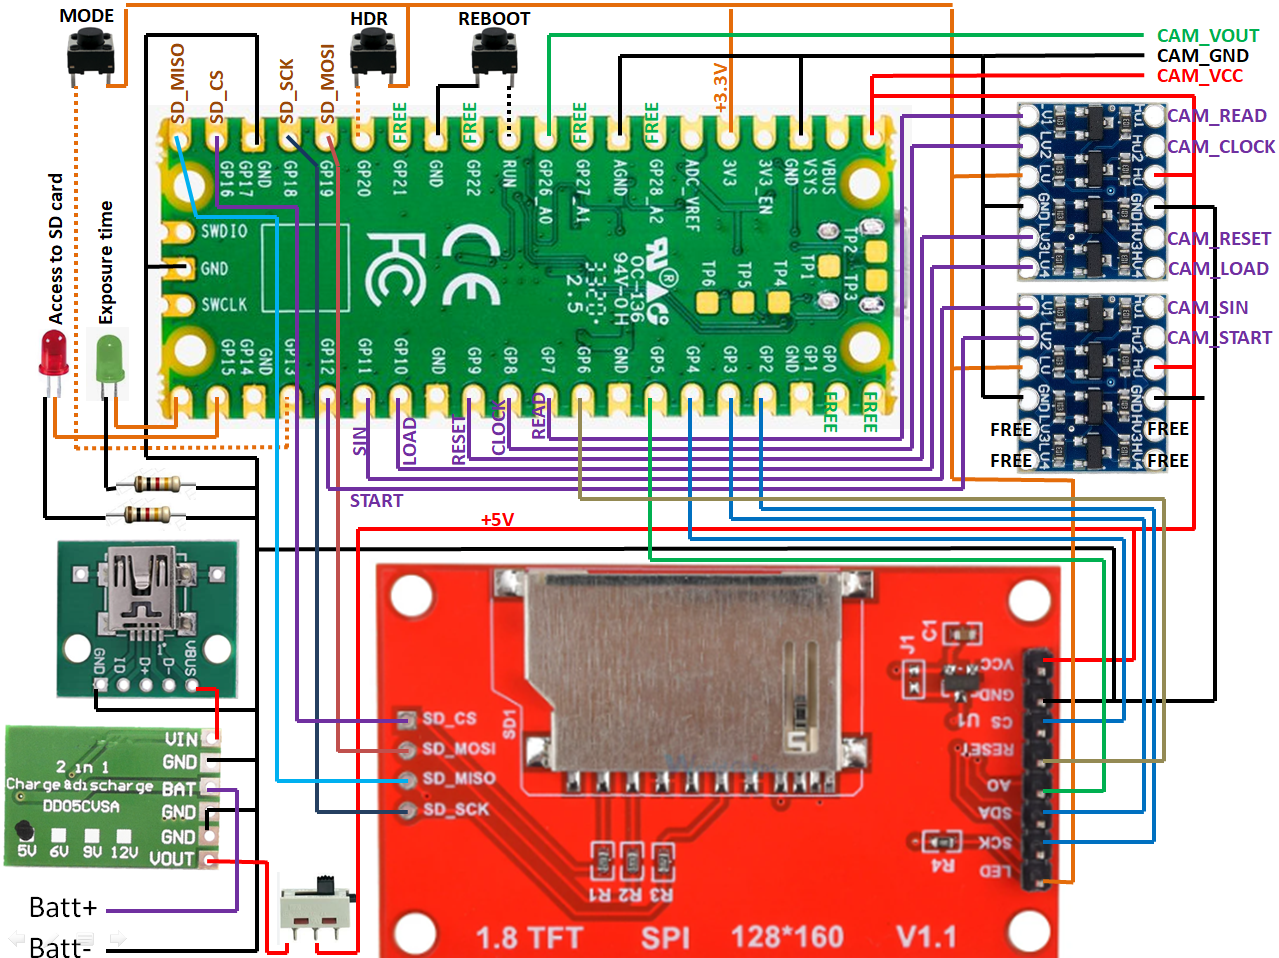 MODE
HDR
REBOOT
CAM_VOUT
CAM_GND
CAM_VCC
SD_MISO
SD_CS
SD_SCK
SD_MOSI
FREE
FREE
FREE
FREE
+3.3V
CAM_READ
CAM_CLOCK
CAM_RESET
CAM_LOAD
CAM_SIN
CAM_START
GP16
GP17
GND
GP18
GP19
GP20
GP21
GND
GP22
RUN
GP26_A0
GP27_A1
AGND
GP28_A2
ADC_VREF
3V3
3V3_EN
GND
VSYS
VBUS
LV1
LV2
LV
GND
LV3
LV4
HV1
HV2
HV
GND
HV3
HV4
Access to SD card
Exposure time
SWDIO
GND
SWCLK
FC
CE
2.5
94V-0H
OC-196
TP6
TP5
TP4
TP1
TP2
TP3
GP15
GP14
GND
GP13
GP12
GP11
GP10
GND
GP9
GP8
GP7
GP6
GND
GP5
GP4
GP3
GP2
GND
GP1
GP0
LV1
LV2
LV
GND
LV3
LV4
HV1
HV2
HV
GND
HV3
HV4
FREE
FREE
FREE
FREE
FREE
FREE
SIN
LOAD
RESET
CLOCK
READ
START
+5V
GND
ID
D+
D-
VBUS
1
VIN
GND
BAT
GND
GND
VOUT
2 in 1
Charge&discharge
DD05CVSA
5V 6V 9V 12V
Batt+
Batt-
SD_CS
SD_MOSI
SD_MISO
SD_SCK
SD1
R1
R2
R3
R4
J1
C1
U1
VCC
GND
CS
RESET
AO
SDA
SCK
LED
1.8 TFT SPI 128*160 V1.1